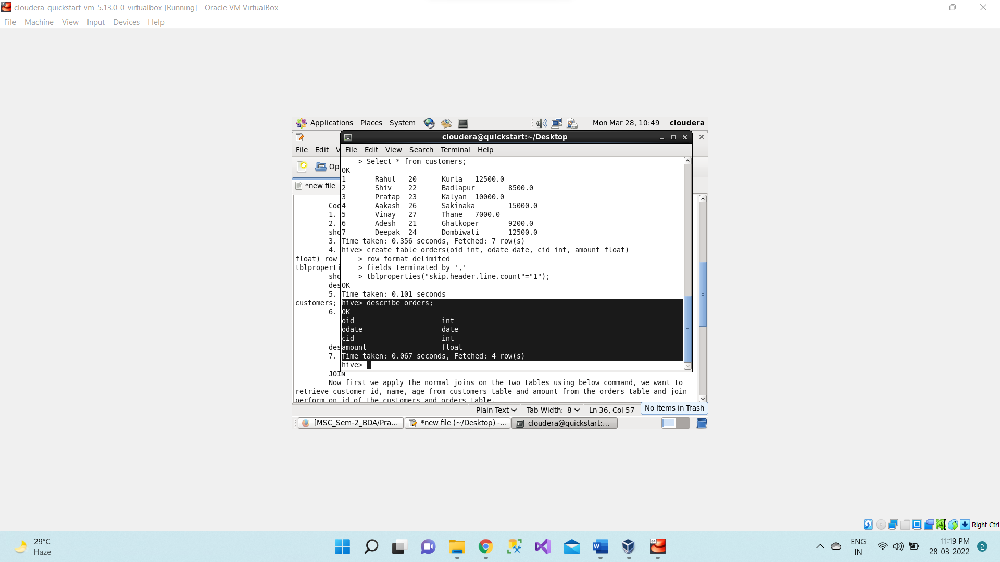 cloudera-quickstart-vm-5.13.0-0-virtualbox [Running] - Oracle VM VirtualBox
File Machine View Input Devices Help
Applications Places System Mon Mar 28, 10:49 cloudera
cloudera@quickstart:~/Desktop
File Edit V
File Edit View Search Terminal Help
Op
*new file
> Select * from customers;
OK
1 Rahul 20 Kurla 12500.0
2 Shiv 22 Badlapur 8500.0
3 Pratap 23 Kalyan 10000.0
Coo
4 Aakash 26 Sakinaka 15000.0
1.
5 Vinay 27 Thane 7000.0
2.
6 Adesh 21 Ghatkoper 9200.0
sho
7 Deepak 24 Dombiwali 12500.0
3.
Time taken: 0.356 seconds, Fetched: 7 row(s)
4.
hive> create table orders(oid int, odate date, cid int, amount float)
float) row
> row format delimited
tblproperti
> fields terminated by ','
sho
> tblproperties("skip.header.line.count"="1");
des
OK
5.
Time taken: 0.101 seconds
customers;
hive> describe orders;
6.
OK
oid int
odate date
cid int
des
amount float
7.
Time taken: 0.067 seconds, Fetched: 4 row(s)
hive>
JOIN
Now first we apply the normal joins on the two tables using below command, we want to
retrieve customer id, name, age from customers table and amount from the orders table and join
perform on id of the customers and orders table.
Plain Text Tab Width: 8 Ln 36, Col 57
No Items in Trash
[MSC_Sem-2_BDA/Pra... *new file (~/Desktop) -... cloudera@quickstart:...
Right Ctrl
29°C
Haze
ENG
IN
11:19 PM
28-03-2022
2